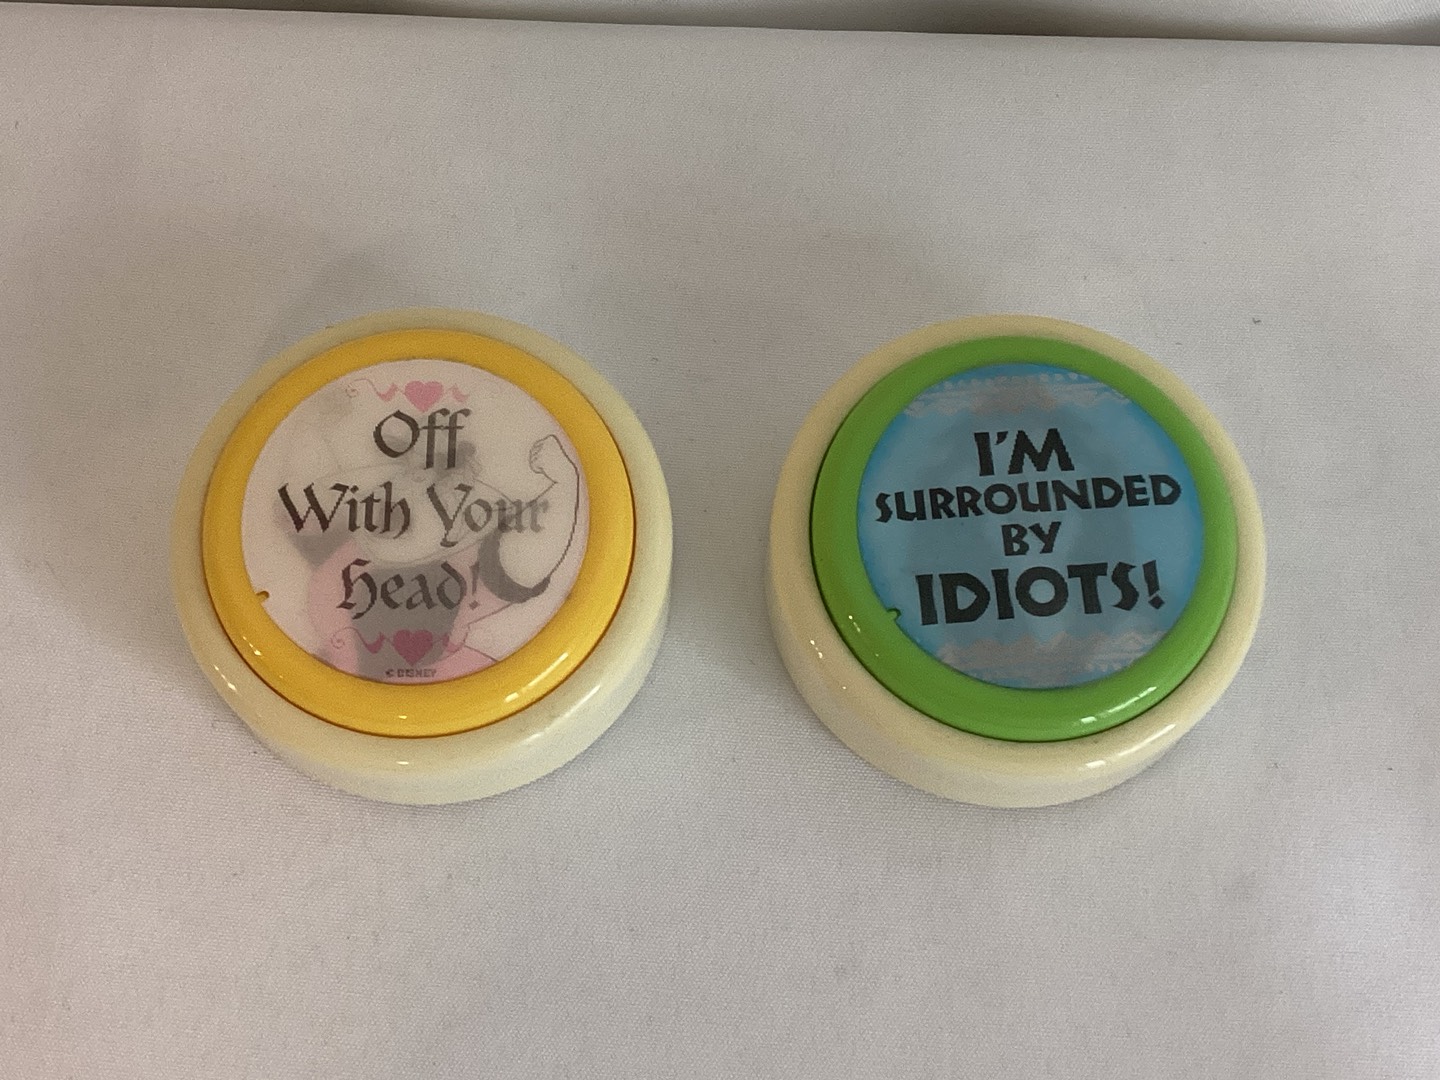 Off
With Your
Head!
© DISNEY
I'M
SURROUNDED
BY
IDIOTS!